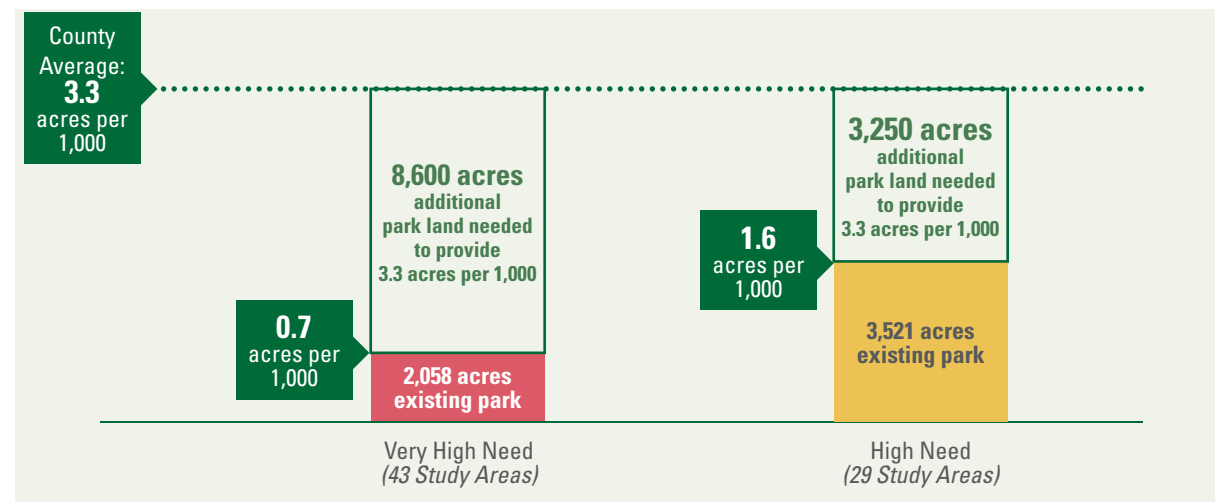 County
Average:
3.3
acres per
1,000
8,600 acres
additional
park land needed
to provide
3.3 acres per 1,000
0.7
acres per
1,000
2,058 acres
existing park
Very High Need
(43 Study Areas)
3,250 acres
additional
park land needed
to provide
3.3 acres per 1,000
1.6
acres per
1,000
3,521 acres
existing park
High Need
(29 Study Areas)